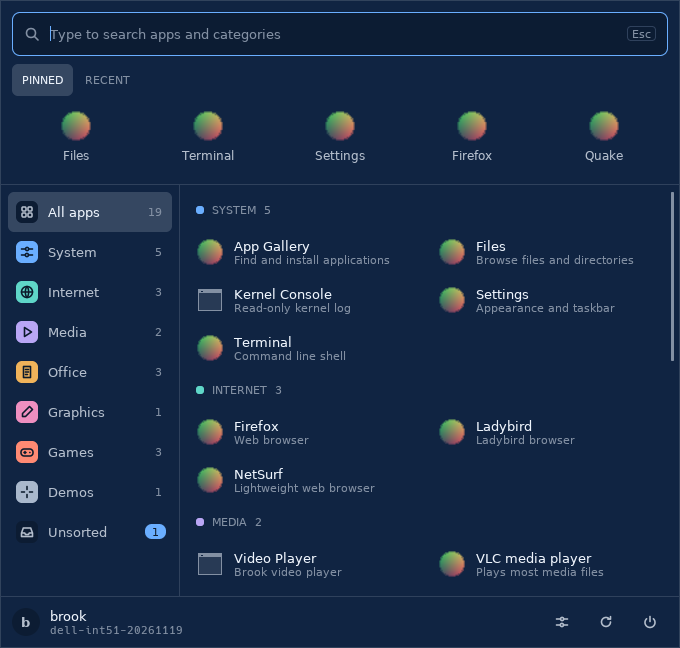 Type to search apps and categories Esc
PINNED RECENT
Files Terminal Settings Firefox Quake
All apps 19
System 5
Internet 3
Media 2
Office 3
Graphics 1
Games 3
Demos 1
Unsorted 1
SYSTEM 5
App Gallery
Find and install applications
Files
Browse files and directories
Kernel Console
Read-only kernel log
Settings
Appearance and taskbar
Terminal
Command line shell
INTERNET 3
Firefox
Web browser
Ladybird
Ladybird browser
NetSurf
Lightweight web browser
MEDIA 2
Video Player
Brook video player
VLC media player
Plays most media files
b
brook
dell-int51-20261119